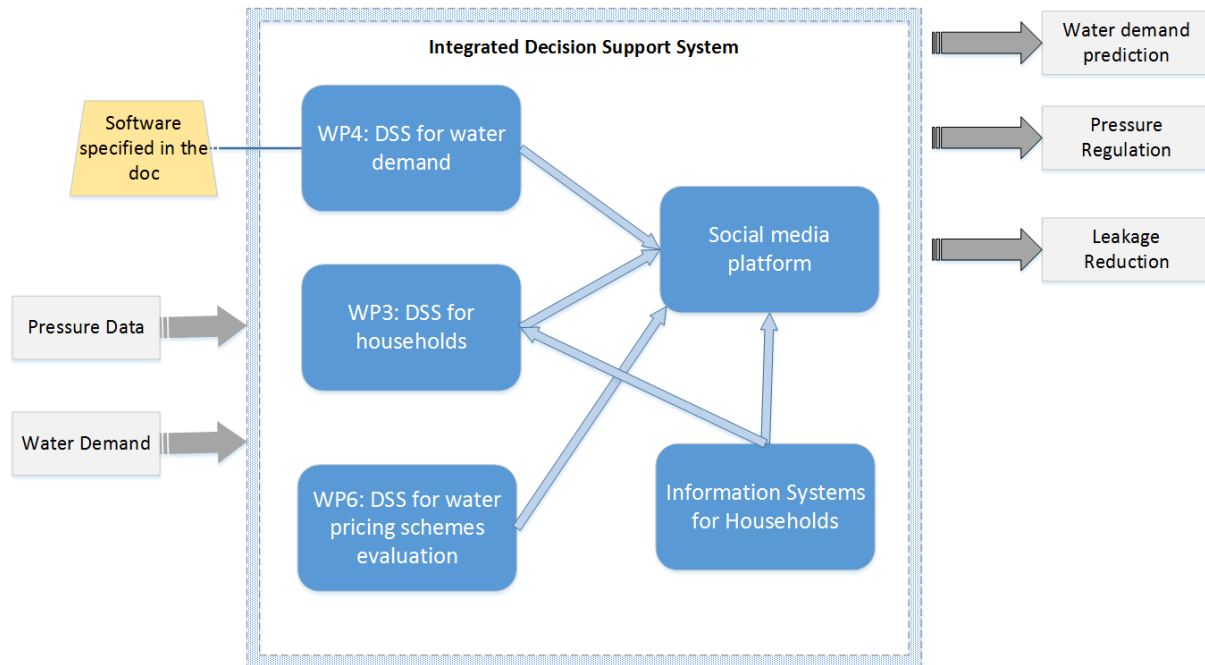 Integrated Decision Support System
Software
specified in the
doc
Pressure Data
Water Demand
WP4: DSS for water
demand
WP3: DSS for
households
WP6: DSS for water
pricing schemes
evaluation
Social media
platform
Information Systems
for Households
Water demand
prediction
Pressure
Regulation
Leakage
Reduction